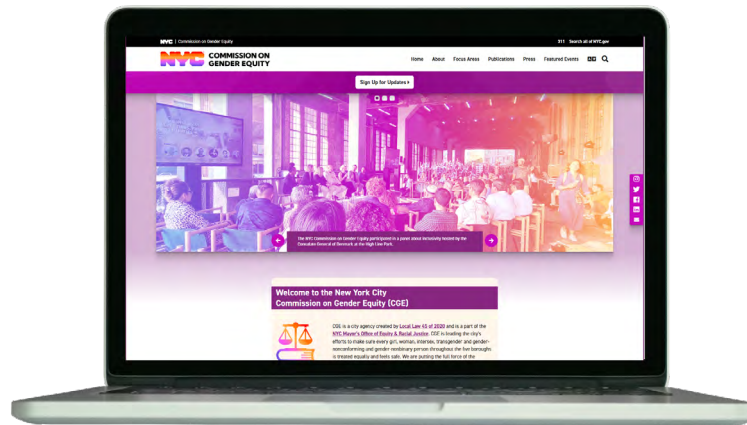 NYC | Commission on Gender Equity
311 Search all of NYC.gov
NYC COMMISSION ON
GENDER EQUITY
Home About Focus Areas Publications Press Featured Events
Sign Up for Updates
The NYC Commission on Gender Equity participated in a panel about inclusivity hosted by the
Consulate General of Denmark at the High Line Park.
Welcome to the New York City
Commission on Gender Equity (CGE)
CGE is a city agency created by Local Law 45 of 2020 and is a part of the
NYC Mayor's Office of Equity & Racial Justice. CGE is leading the city's
efforts to make sure every girl, woman, intersex, transgender and gender-
nonconforming and gender nonbinary person throughout the five boroughs
is treated equally and feels safe. We are putting the full force of the